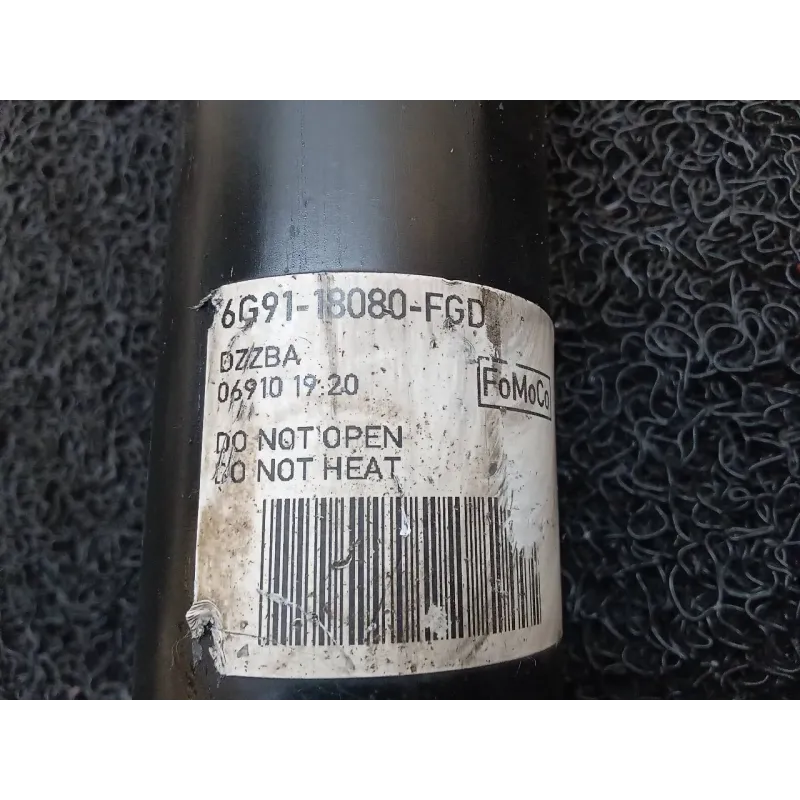 6G91-18080-FGD
DZZBA
06910 19:20
FoMoCo
DO NOT OPEN
DO NOT HEAT